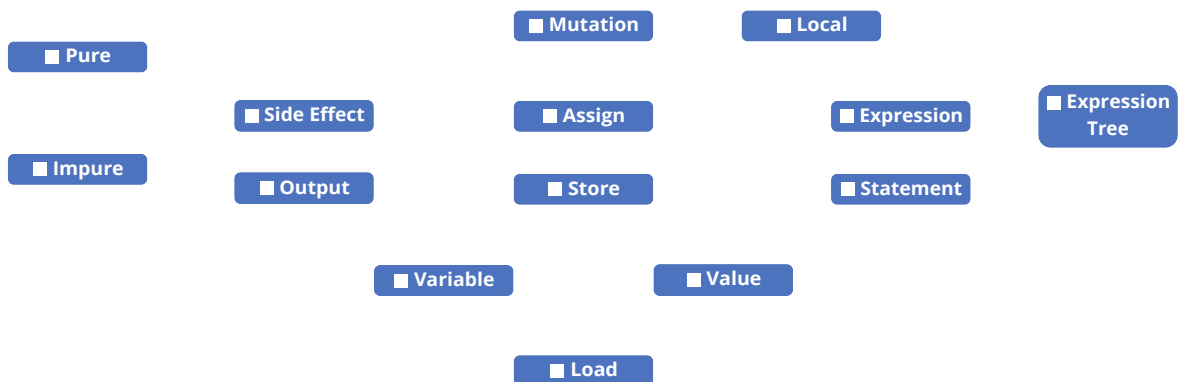 Mutation
Local
Pure
Expression
Tree
Side Effect
Assign
Expression
Impure
Output
Store
Statement
Variable
Value
Load